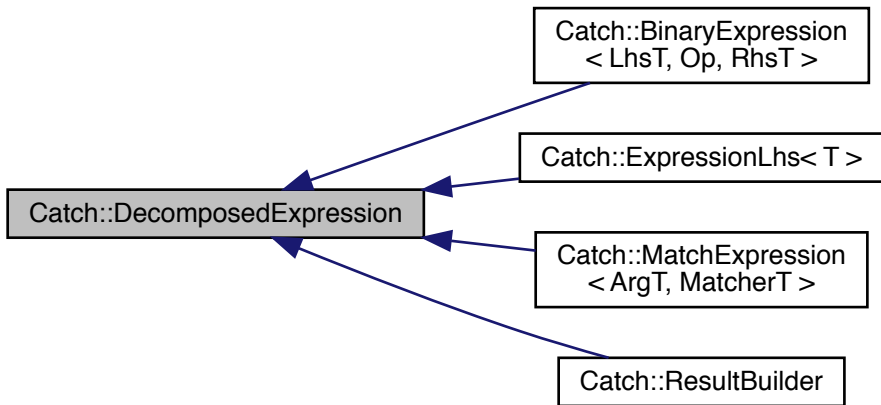 Catch::BinaryExpression
< LhsT, Op, RhsT >
Catch::ExpressionLhs< T >
Catch::DecomposedExpression
Catch::MatchExpression
< ArgT, MatcherT >
Catch::ResultBuilder